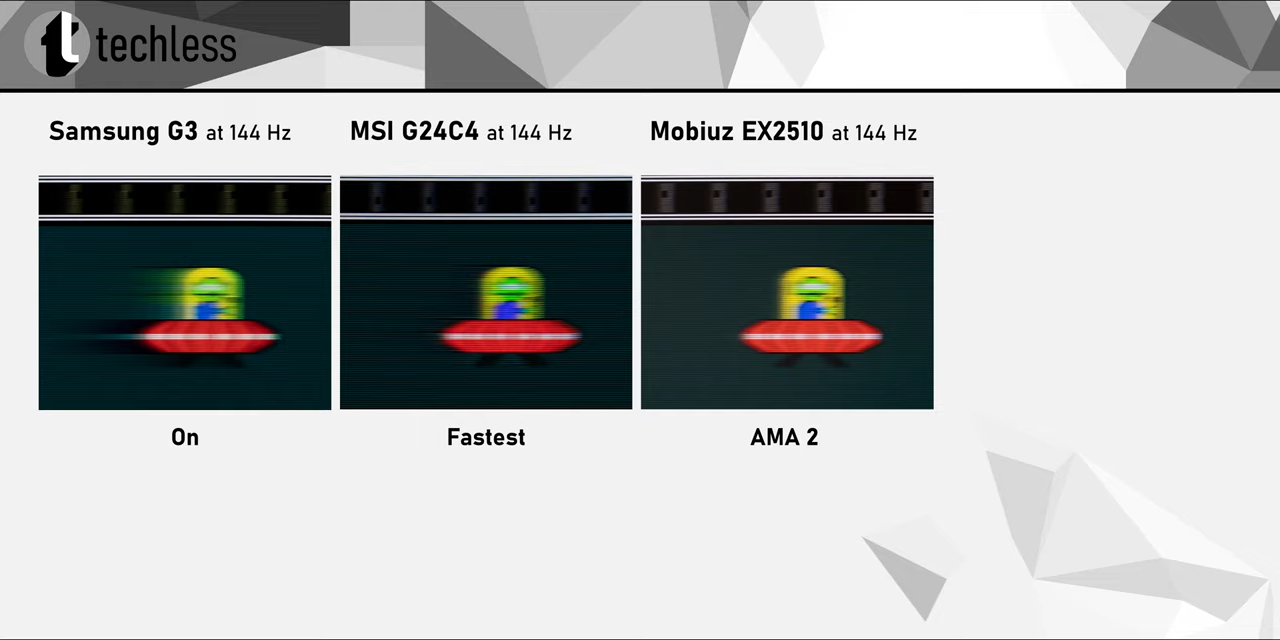 techless
Samsung G3 at 144 Hz
MSI G24C4 at 144 Hz
Mobiuz EX2510 at 144 Hz
On
Fastest
AMA 2